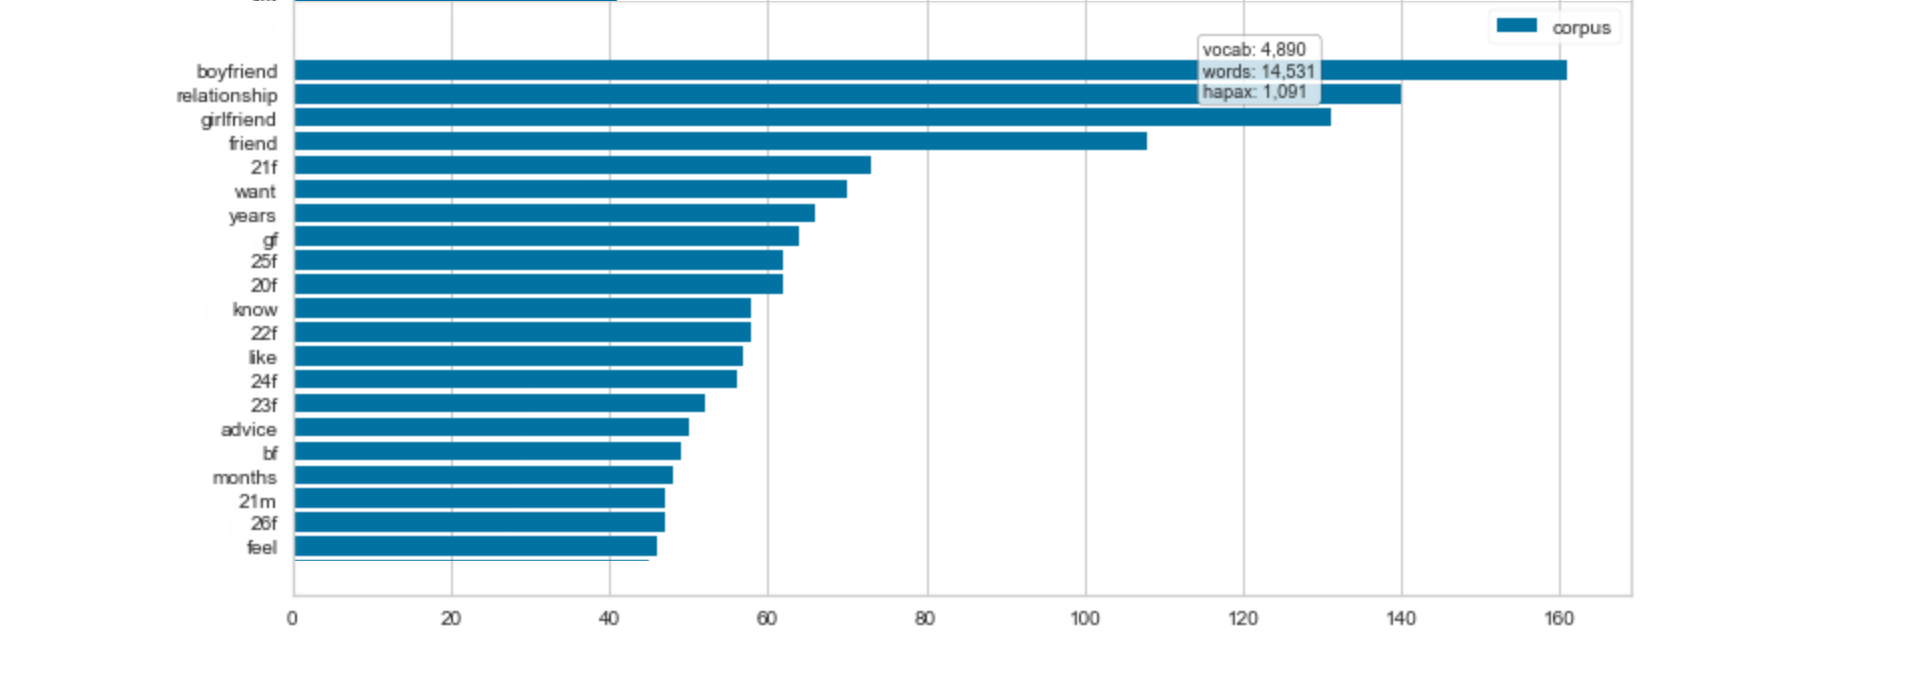 corpus
vocab: 4,890
words: 14,531
hapax: 1,091
boyfriend
relationship
girlfriend
friend
21f
want
years
gf
25f
20f
know
22f
like
24f
23f
advice
bf
months
21m
26f
feel
0 20 40 60 80 100 120 140 160